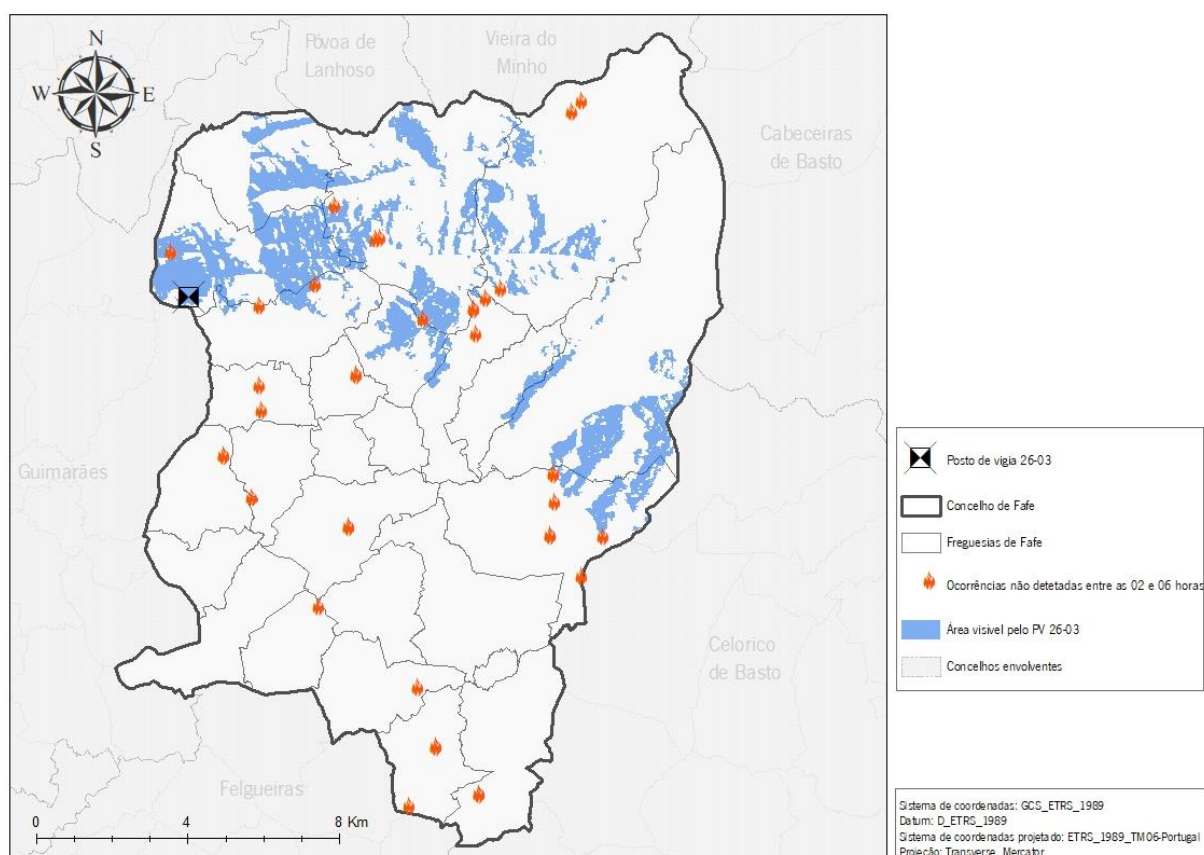 N
W
E
S
Póvoa de
Lanhoso
Vieira do
Minho
Cabeceiras
de Basto
Guimarães
Celorico
de Basto
Felgueiras
0 4 8 Km
Posto de vigia 26-03
Concelho de Fafe
Freguesias de Fafe
Ocorrências não detetadas entre as 02 e 06 horas
Área visível pelo PV 26-03
Concelhos envolventes
Sistema de coordenadas: GCS_ETRS_1989
Datum: D_ETRS_1989
Sistema de coordenadas projetado: ETRS_1989_TM06-Portugal
Projeção: Transverse_Mercator